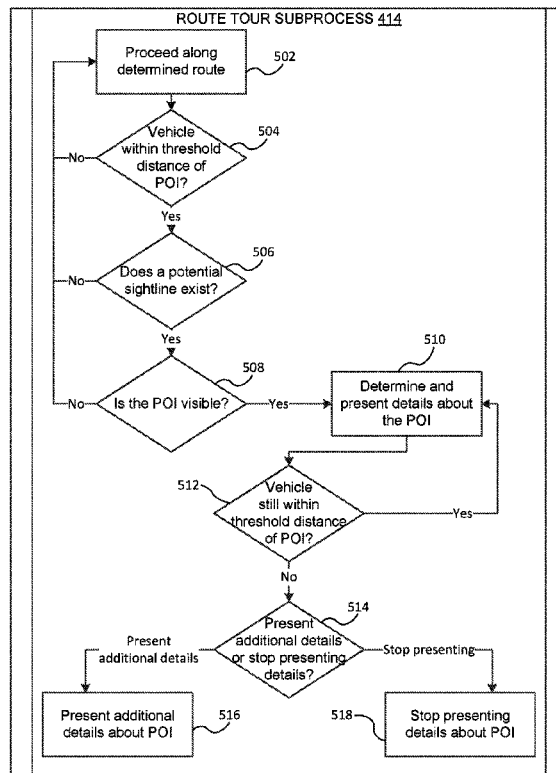 ROUTE TOUR SUBPROCESS 414
Proceed along
determined route
502
Vehicle
within threshold
distance of
POI?
504
No
Yes
Does a potential
sightline exist?
506
No
Yes
Is the POI visible?
508
No
Yes
510
Determine and
present details about
the POI
512
Vehicle
still within
threshold distance
of POI?
Yes
No
514
Present
additional details
or stop presenting
details?
Present
additional details
Stop presenting
Present additional
details about POI
516
518
Stop presenting
details about POI